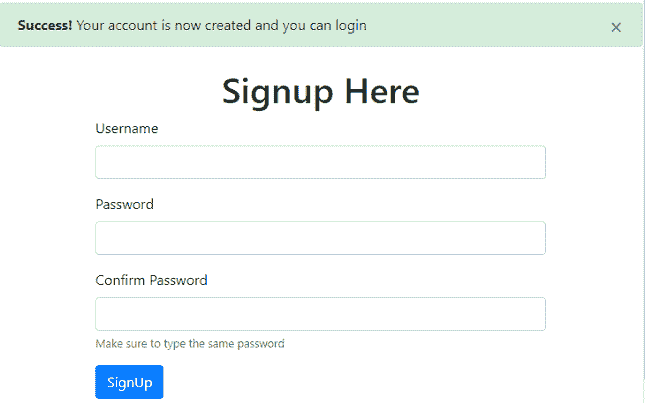 Success! Your account is now created and you can login ×
Signup Here
Username
Password
Confirm Password
Make sure to type the same password
SignUp